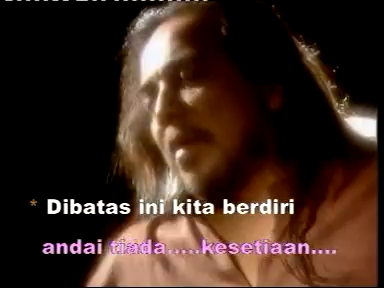 * Dibatas ini kita berdiri
andai tiada.....kesetiaan....